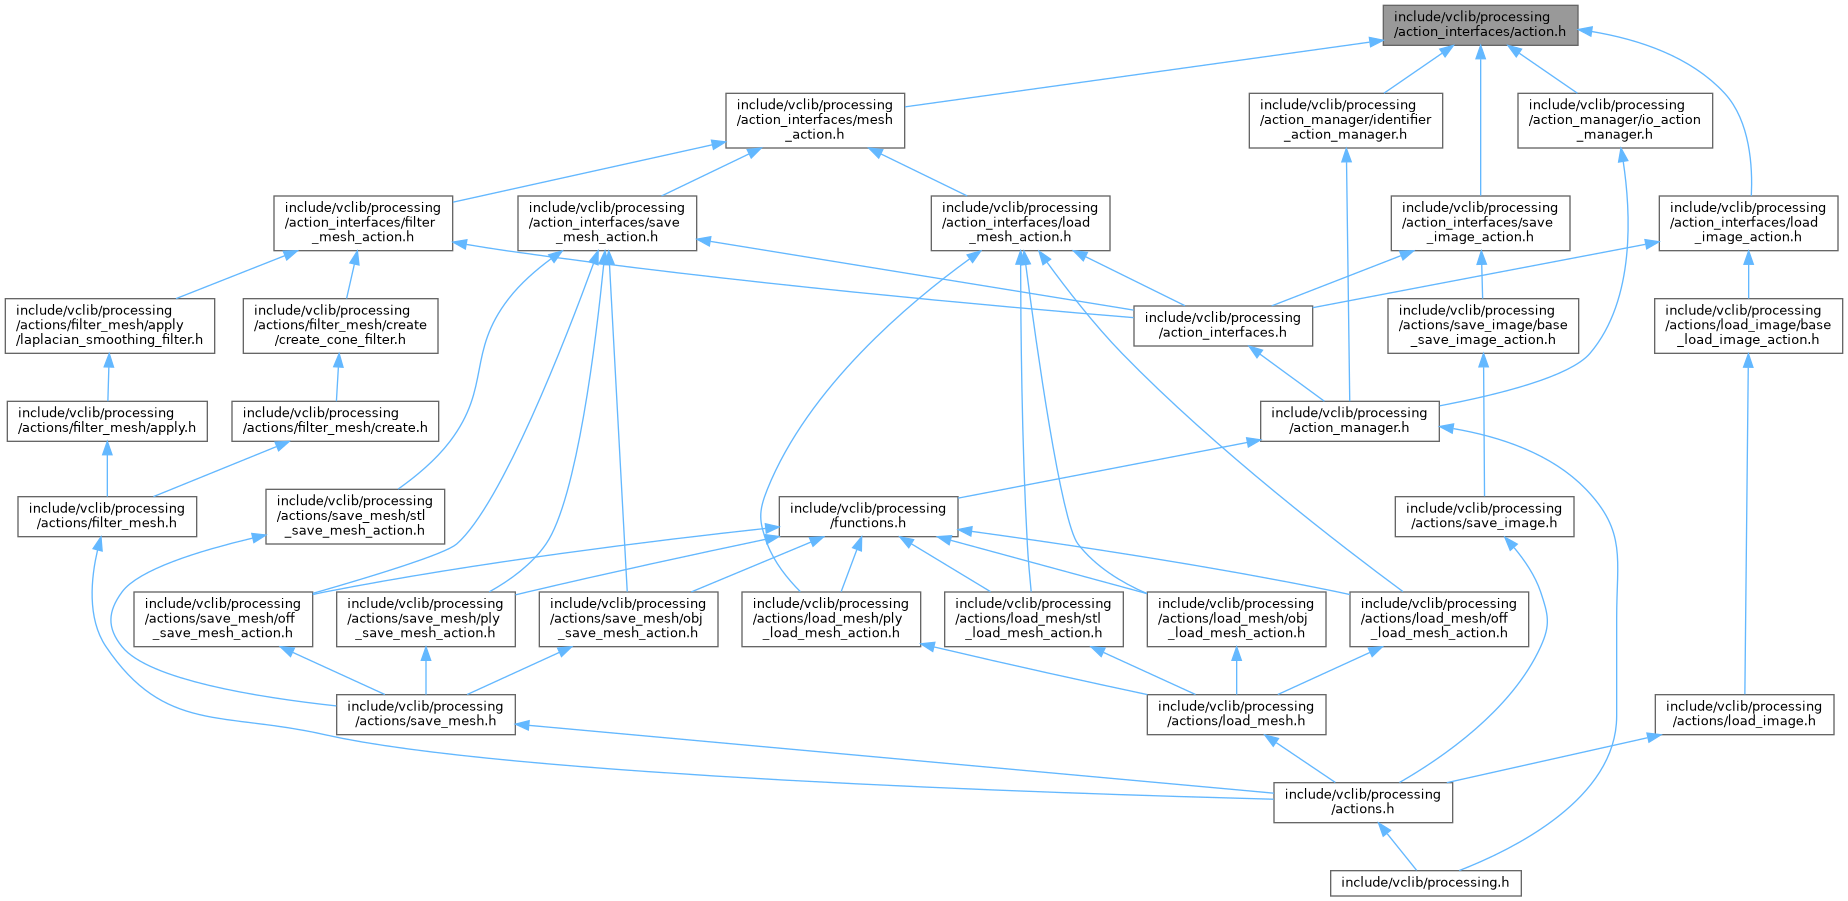 include/vclib/processing
/action_interfaces/action.h
include/vclib/processing
/action_interfaces/mesh
_action.h
include/vclib/processing
/action_manager/identifier
_action_manager.h
include/vclib/processing
/action_manager/io_action
_manager.h
include/vclib/processing
/action_interfaces/filter
_mesh_action.h
include/vclib/processing
/action_interfaces/save
_mesh_action.h
include/vclib/processing
/action_interfaces/load
_mesh_action.h
include/vclib/processing
/action_interfaces/save
_image_action.h
include/vclib/processing
/action_interfaces/load
_image_action.h
include/vclib/processing
/actions/filter_mesh/apply
/laplacian_smoothing_filter.h
include/vclib/processing
/actions/filter_mesh/create
/create_cone_filter.h
include/vclib/processing
/action_interfaces.h
include/vclib/processing
/actions/save_image/base
_save_image_action.h
include/vclib/processing
/actions/load_image/base
_load_image_action.h
include/vclib/processing
/actions/filter_mesh/apply.h
include/vclib/processing
/actions/filter_mesh/create.h
include/vclib/processing
/action_manager.h
include/vclib/processing
/actions/filter_mesh.h
include/vclib/processing
/actions/save_mesh/stl
_save_mesh_action.h
include/vclib/processing
/functions.h
include/vclib/processing
/actions/save_image.h
include/vclib/processing
/actions/save_mesh/off
_save_mesh_action.h
include/vclib/processing
/actions/save_mesh/ply
_save_mesh_action.h
include/vclib/processing
/actions/save_mesh/obj
_save_mesh_action.h
include/vclib/processing
/actions/load_mesh/ply
_load_mesh_action.h
include/vclib/processing
/actions/load_mesh/stl
_load_mesh_action.h
include/vclib/processing
/actions/load_mesh/obj
_load_mesh_action.h
include/vclib/processing
/actions/load_mesh/off
_load_mesh_action.h
include/vclib/processing
/actions/save_mesh.h
include/vclib/processing
/actions/load_mesh.h
include/vclib/processing
/actions/load_image.h
include/vclib/processing
/actions.h
include/vclib/processing.h